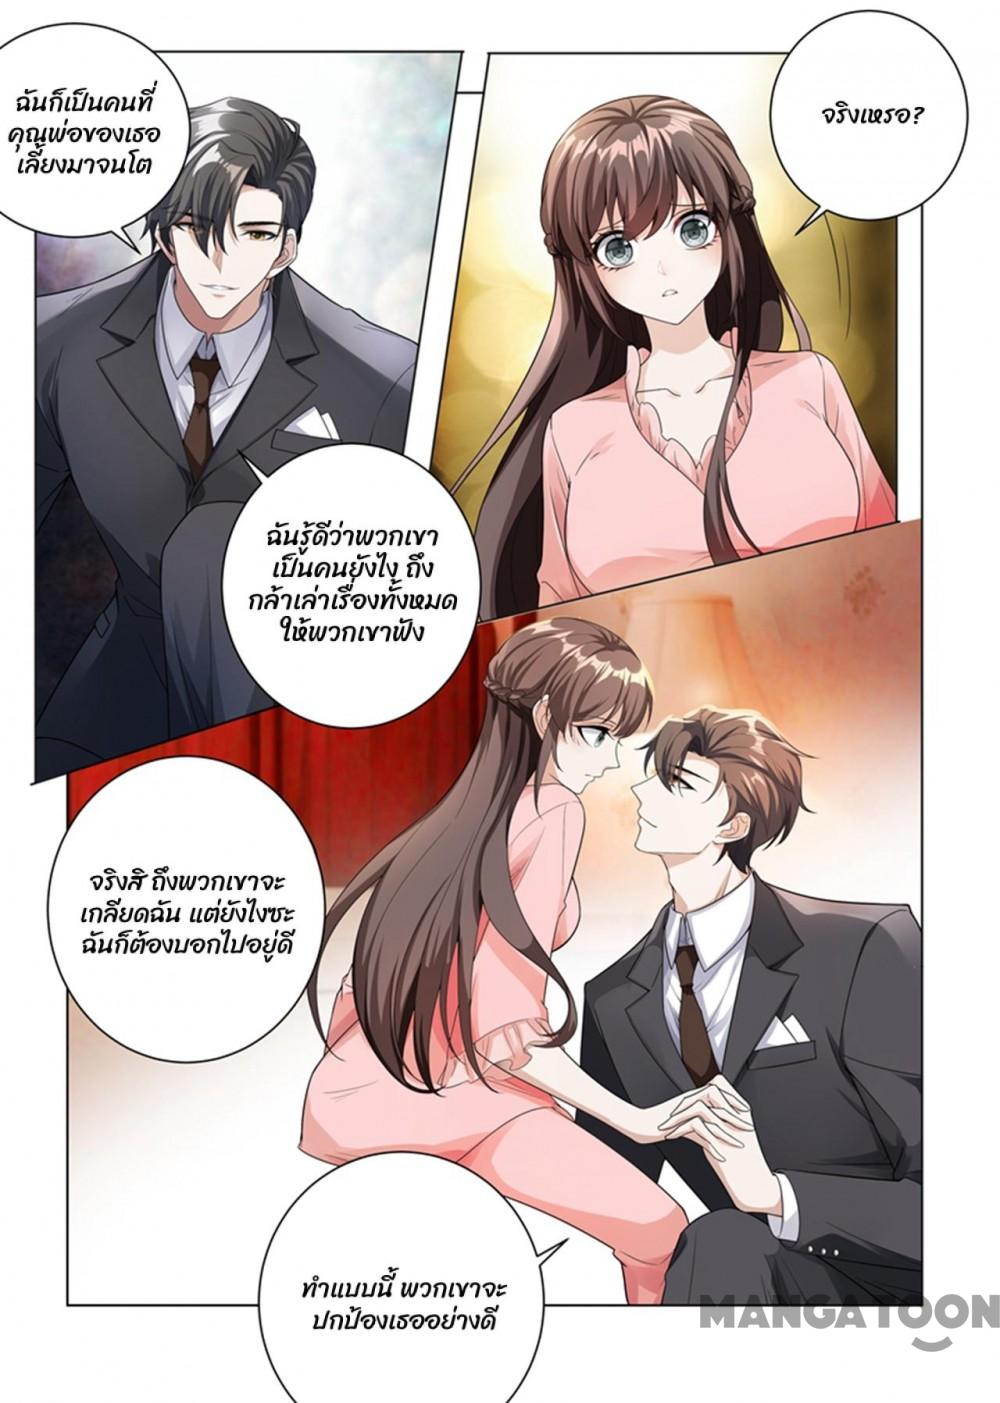 ฉันก็เป็นคนที่
คุณพ่อของเธอ
เลี้ยงมาจนโต
จริงเหรอ?
ฉันรู้ดีว่าพวกเขา
เป็นคนยังไง ถึง
กล้าเล่าเรื่องทั้งหมด
ให้พวกเขาฟัง
จริงสิ ถึงพวกเขาจะ
เกลียดฉัน แต่ยังไงซะ
ฉันก็ต้องบอกไปอยู่ดี
ทำแบบนี้ พวกเขาจะ
ปกป้องเธออย่างดี
MANGATOON